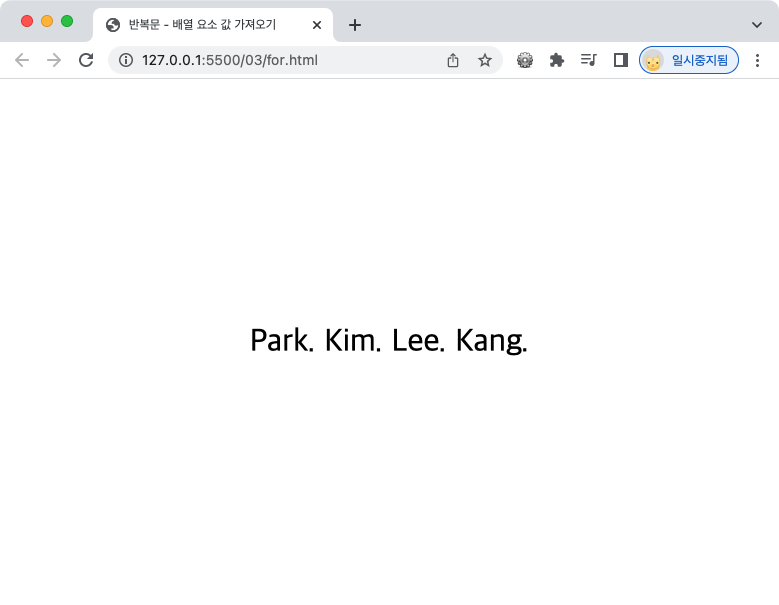 반복문 - 배열 요소 값 가져오기
127.0.0.1:5500/03/for.html
일시중지됨
Park. Kim. Lee. Kang.